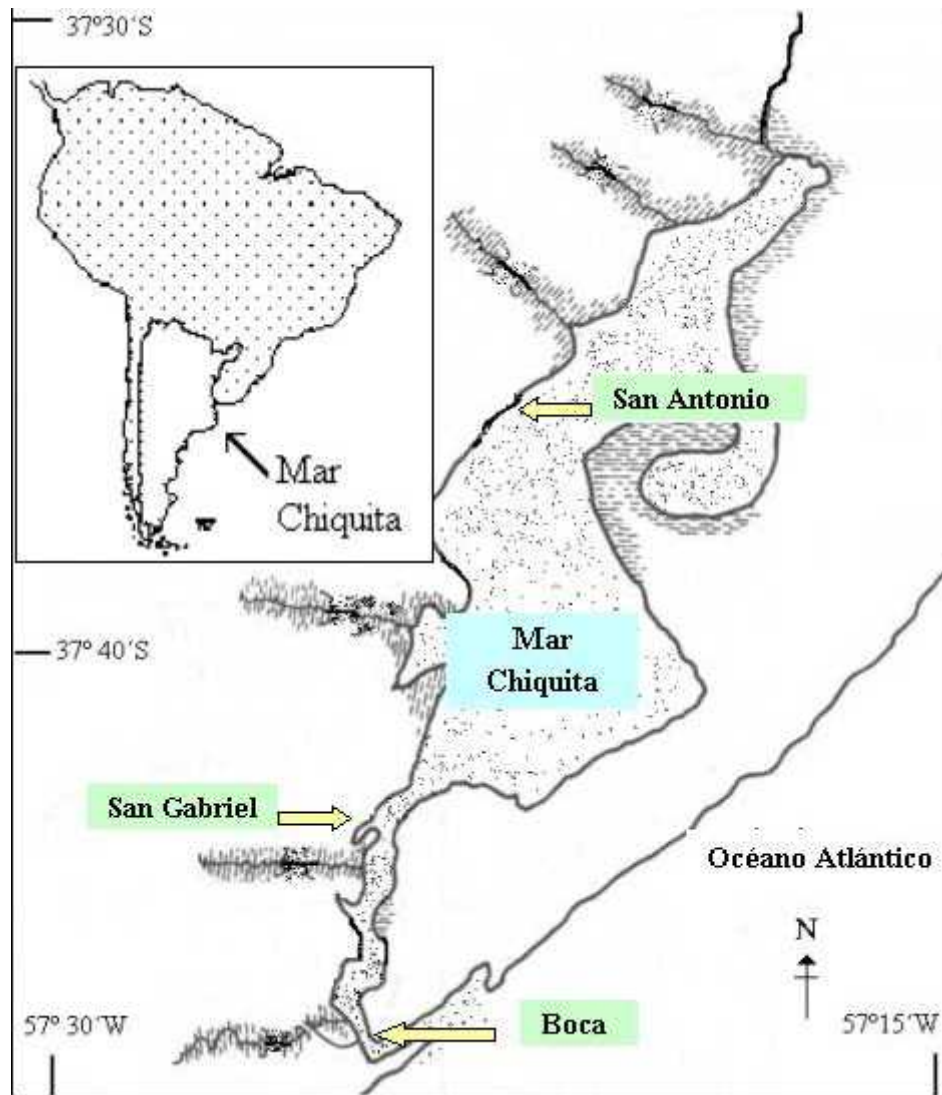 37°30´S
Mar
Chiquita
San Antonio
37° 40´S
Mar
Chiquita
San Gabriel
Océano Atlántico
N
57° 30´W
Boca
57°15´W